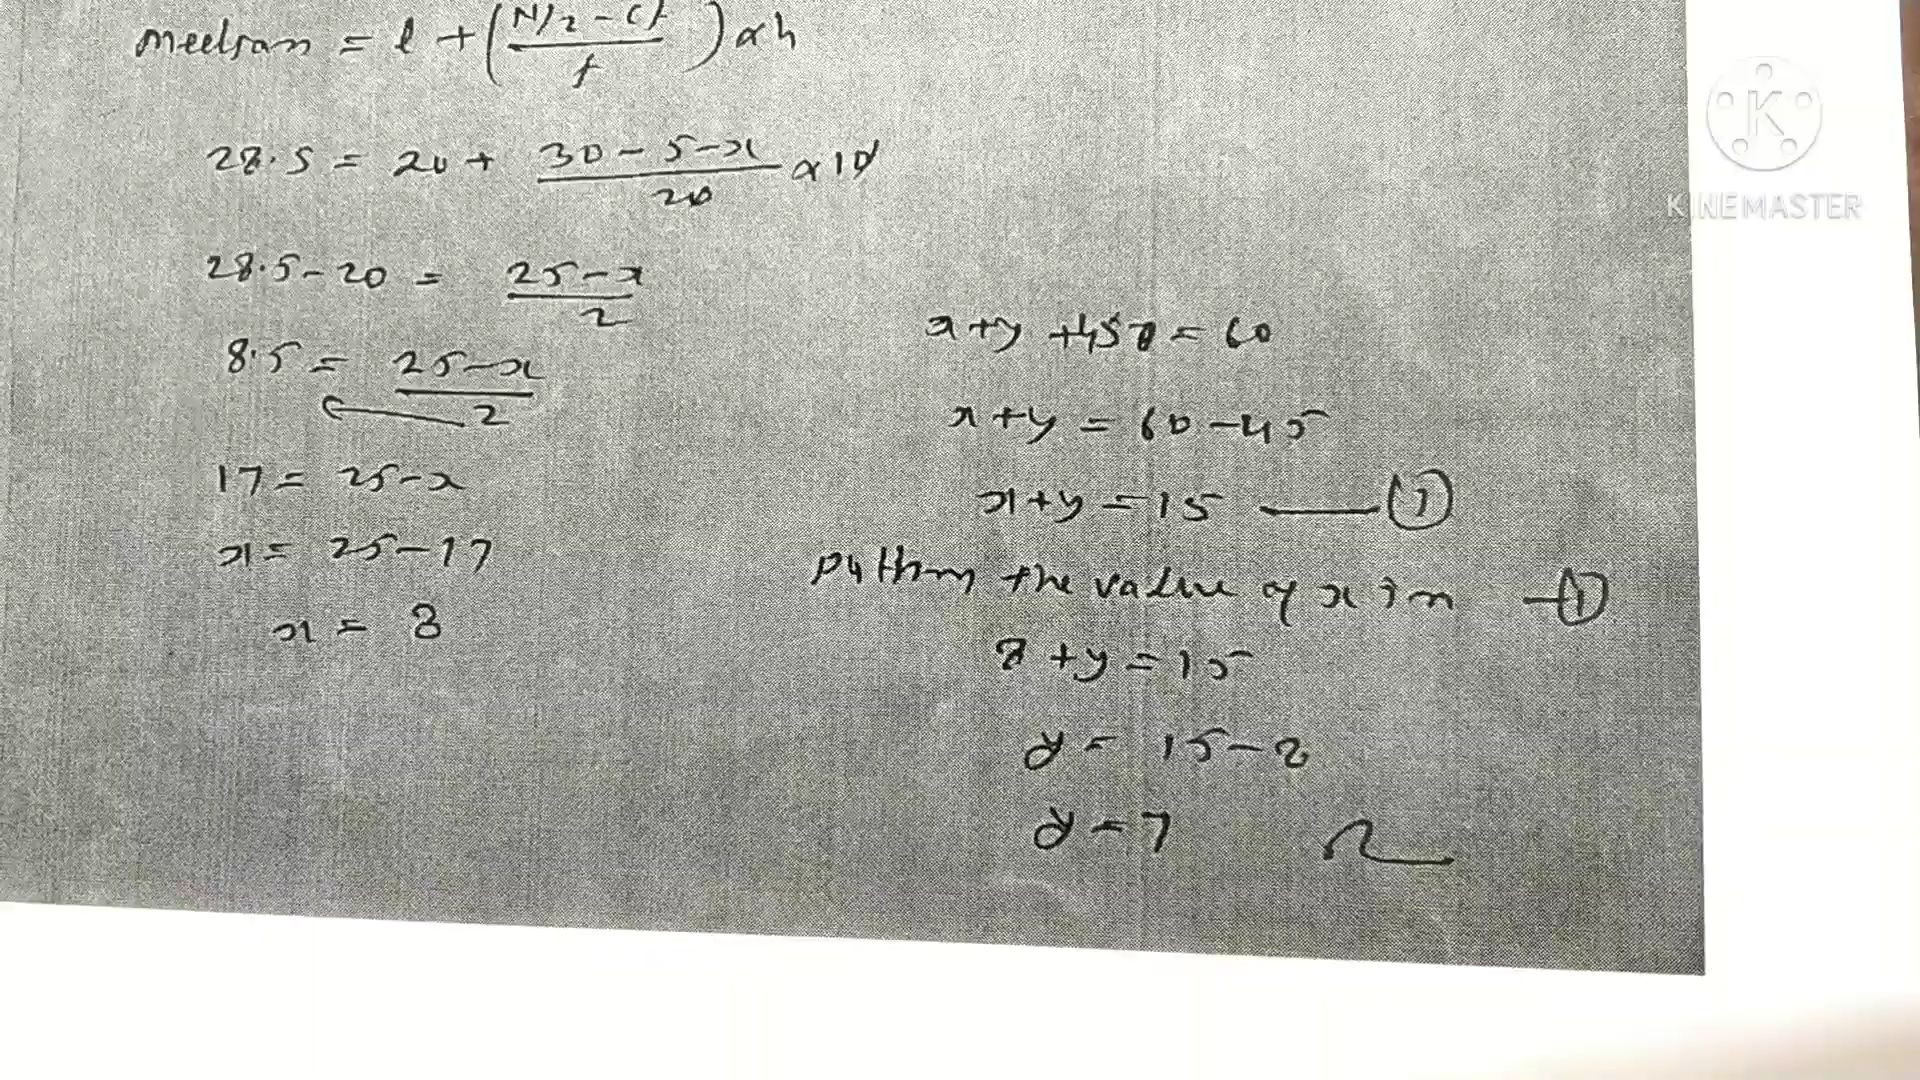 median = l + (N/2 - cf / f) x h
28.5 = 20 + 30 - 5 - x / 20 x 10
28.5 - 20 = 25 - x / 2
8.5 = 25 - x / 2
17 = 25 - x
x = 25 - 17
x = 8
x + y + 45 = 60
x + y = 60 - 45
x + y = 15 —— ①
putting the value of x in — ①
8 + y = 15
y = 15 - 8
y = 7
K
KINEMASTER